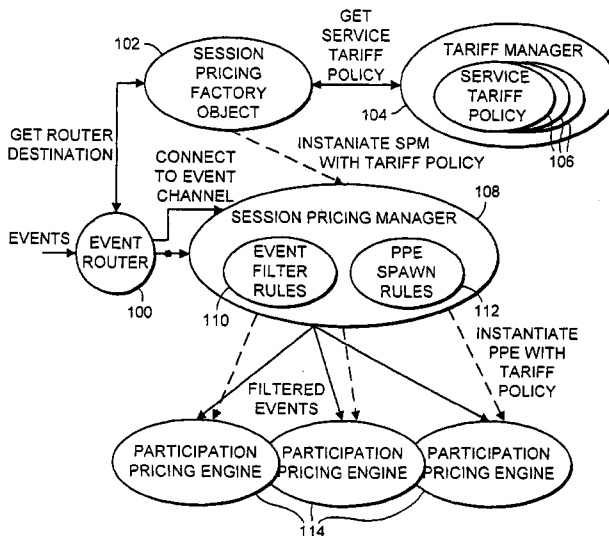 102
SESSION
PRICING
FACTORY
OBJECT
GET
SERVICE
TARIFF
POLICY
TARIFF MANAGER
SERVICE
TARIFF
POLICY
104
106
GET ROUTER
DESTINATION
CONNECT
TO EVENT
CHANNEL
INSTANIATE SPM
WITH TARIFF POLICY
108
SESSION PRICING MANAGER
EVENTS
EVENT
ROUTER
100
EVENT
FILTER
RULES
110
PPE
SPAWN
RULES
112
INSTANTIATE
PPE WITH
TARIFF
POLICY
FILTERED
EVENTS
PARTICIPATION
PRICING ENGINE
PARTICIPATION
PRICING ENGINE
PARTICIPATION
PRICING ENGINE
114